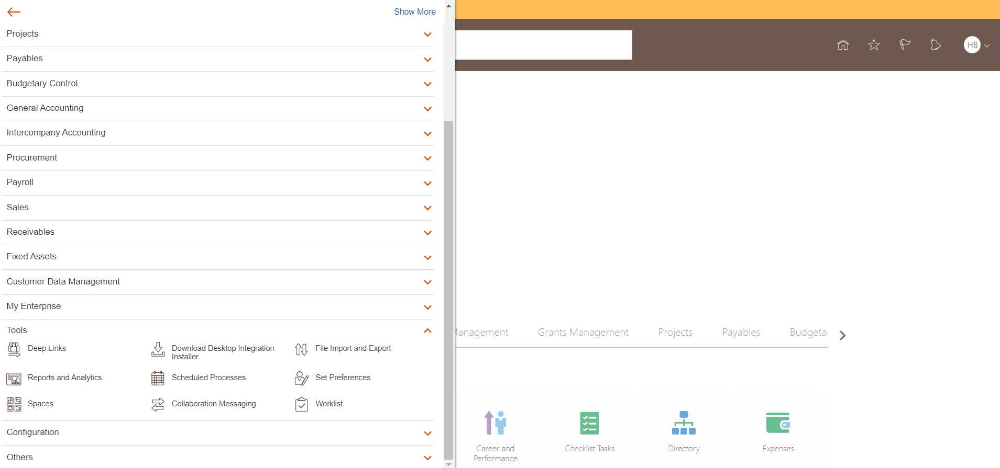 Show More
Projects
Payables
Budgetary Control
General Accounting
Intercompany Accounting
Procurement
Payroll
Sales
Receivables
Fixed Assets
Customer Data Management
My Enterprise
Tools
Deep Links
Download Desktop Integration
Installer
File Import and Export
Reports and Analytics
Scheduled Processes
Set Preferences
Spaces
Collaboration Messaging
Worklist
Configuration
Others
HB
Management
Grants Management
Projects
Payables
Budgetar
Career and
Performance
Checklist Tasks
Directory
Expenses